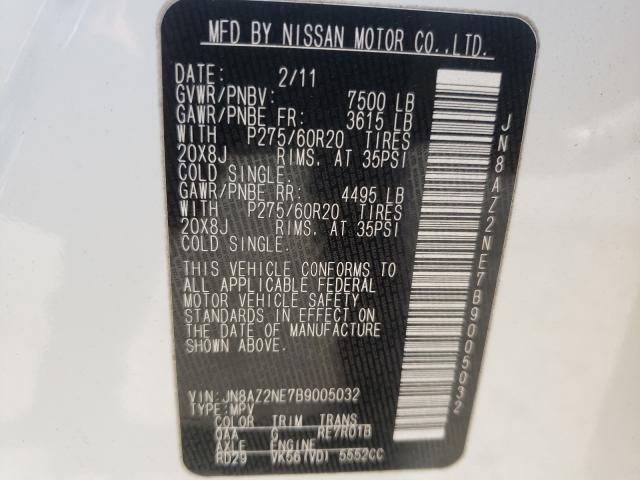 MFD BY NISSAN MOTOR CO.,LTD.
DATE: 2/11
GVWR/PNBV: 7500 LB
GAWR/PNBE FR: 3615 LB
WITH P275/60R20 TIRES
20X8J RIMS. AT 35PSI
COLD SINGLE.
GAWR/PNBE RR: 4495 LB
WITH P275/60R20 TIRES
20X8J RIMS. AT 35PSI
COLD SINGLE.
THIS VEHICLE CONFORMS TO
ALL APPLICABLE FEDERAL
MOTOR VEHICLE SAFETY
STANDARDS IN EFFECT ON
THE DATE OF MANUFACTURE
SHOWN ABOVE.
VIN: JN8AZ2NE7B9005032
TYPE: MPV
COLOR TRIM TRANS
QAA G RE7R01B
AXLE ENGINE
RD29 VK56(VD) 5552CC
JN8AZ2NE7B9005032